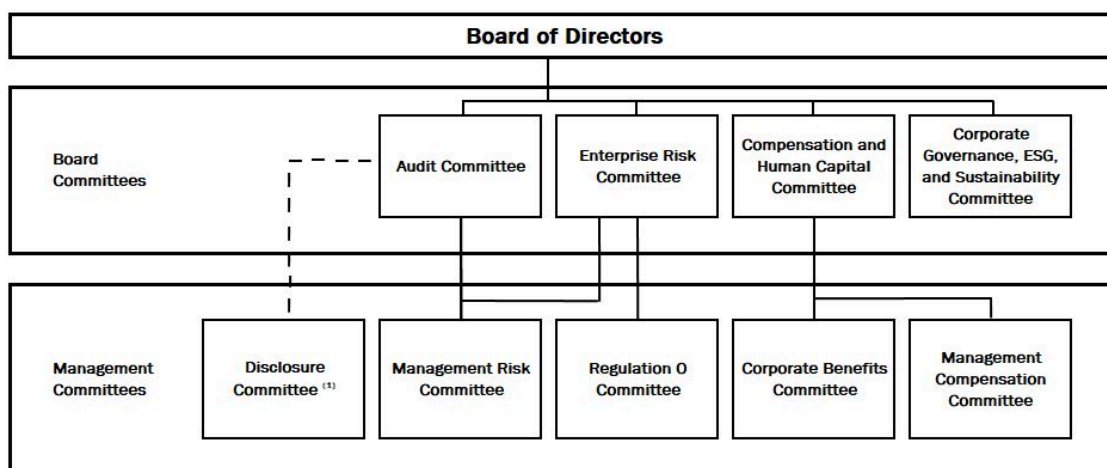 Board of Directors
Board
Committees
Audit Committee
Enterprise Risk
Committee
Compensation and
Human Capital
Committee
Corporate
Governance, ESG,
and Sustainability
Committee
Management
Committees
Disclosure
Committee (1)
Management Risk
Committee
Regulation O
Committee
Corporate Benefits
Committee
Management
Compensation
Committee